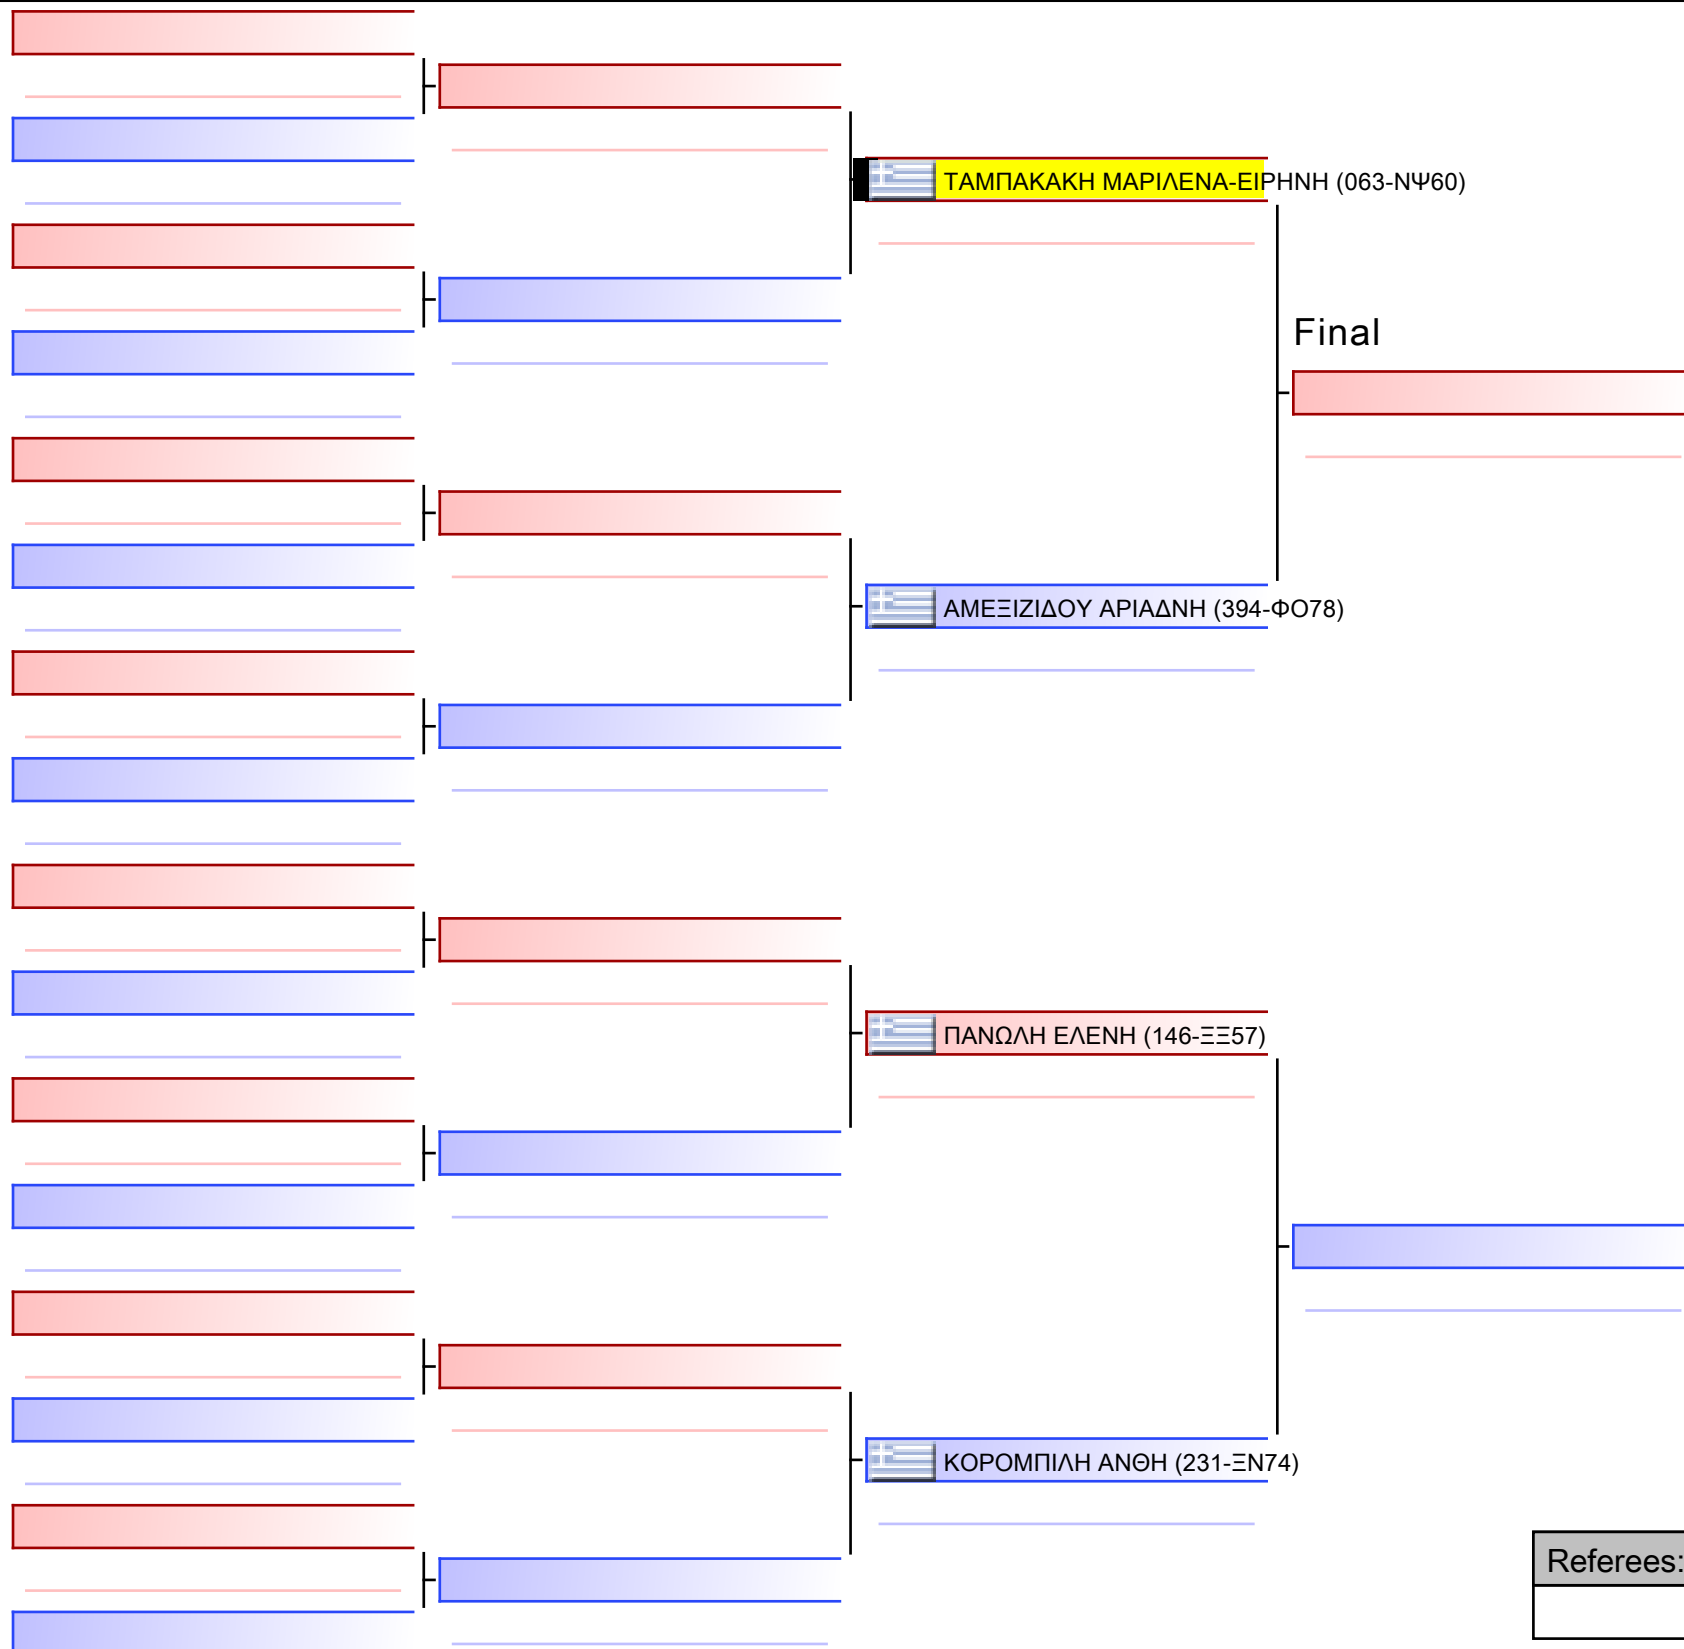 ΤΑΜΠΑΚΑΚΗ ΜΑΡΙΛΕΝΑ-ΕΙΡΗΝΗ (063-ΝΨ60)
Final
ΑΜΕΞΙΖΙΔΟΥ ΑΡΙΑΔΝΗ (394-ΦΟ78)
ΠΑΝΩΛΗ ΕΛΕΝΗ (146-ΞΞ57)
ΚΟΡΟΜΠΙΛΗ ΑΝΘΗ (231-ΞΝ74)
Referees: